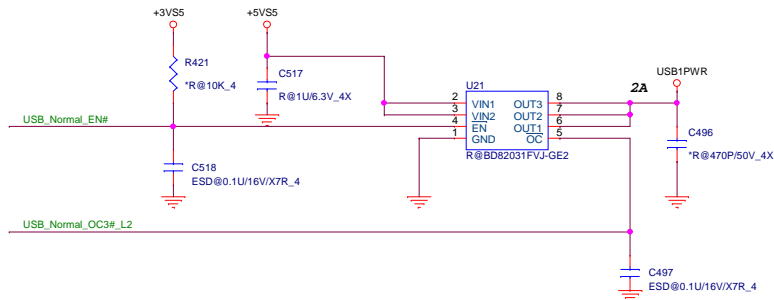 +3VS5
+5VS5
R421
*R@10K_4
C517
R@1U/6.3V_4X
U21
2A
USB1PWR
2 VIN1 OUT3 8
3 VIN2 OUT2 7
4 EN OUT1 6
1 GND OC 5
R@BD82031FVJ-GE2
USB_Normal_EN#
C496
*R@470P/50V_4X
C518
ESD@0.1U/16V/X7R_4
USB_Normal_OC3#_L2
C497
ESD@0.1U/16V/X7R_4